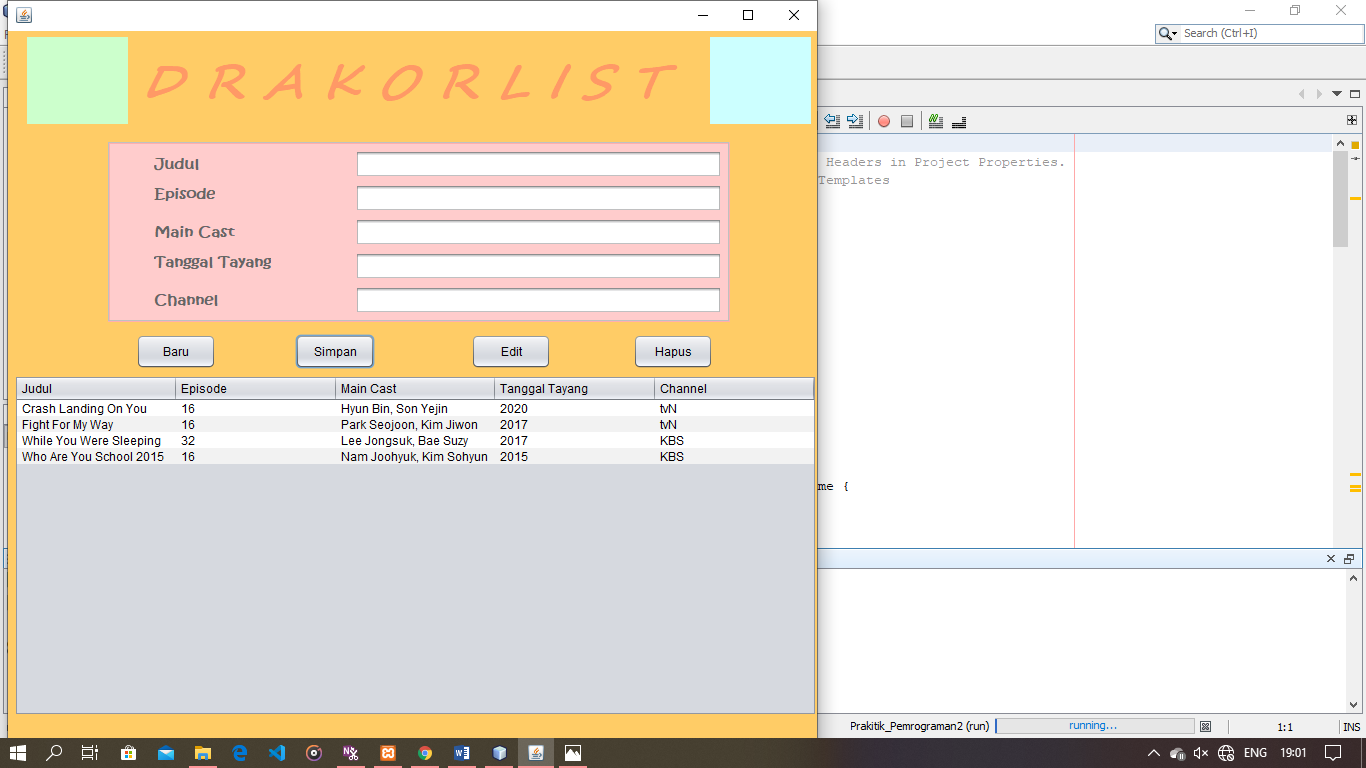 Search (Ctrl+I)
DRAKORLIST
Judul
Episode
Main Cast
Tanggal Tayang
Channel
Baru Simpan Edit Hapus
Judul Episode Main Cast Tanggal Tayang Channel
Crash Landing On You 16 Hyun Bin, Son Yejin 2020 tvN
Fight For My Way 16 Park Seojoon, Kim Jiwon 2017 tvN
While You Were Sleeping 32 Lee Jongsuk, Bae Suzy 2017 KBS
Who Are You School 2015 16 Nam Joohyuk, Kim Sohyun 2015 KBS
Headers in Project Properties.
Templates
me {
Prakitik_Pemrograman2 (run) running... 1:1 INS
ENG 19:01